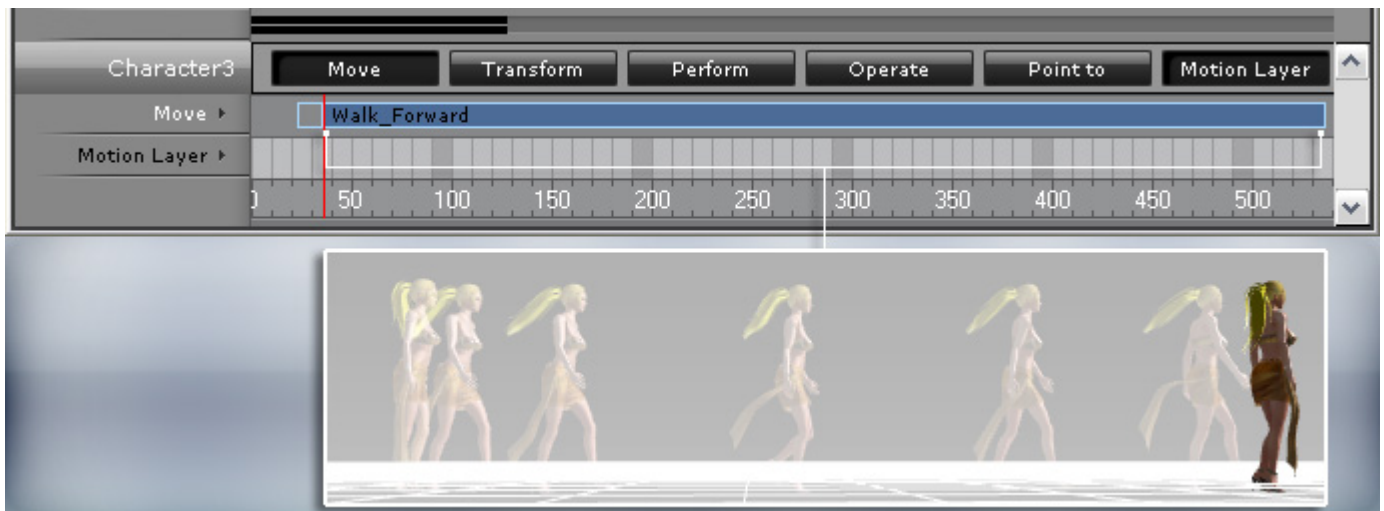 Character3 Move Transform Perform Operate Point to Motion Layer
Move Walk_Forward
Motion Layer
50 100 150 200 250 300 350 400 450 500